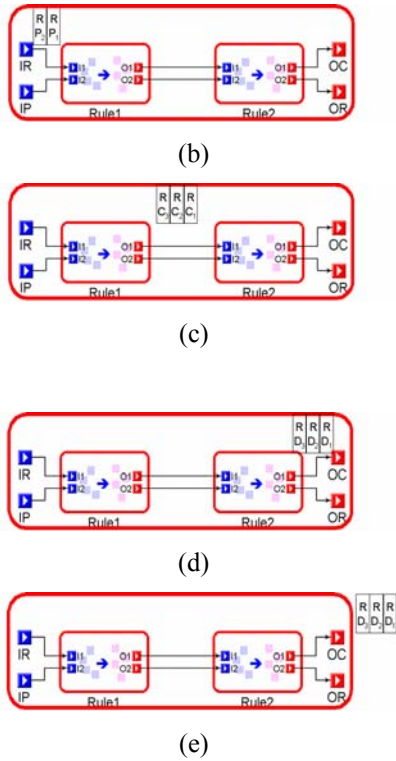 R R
P₂ P₁
IR I1 O1 I1 O1 OC
IP I2 O2 I2 O2 OR
Rule1 Rule2
(b)
R R R
C₃ C₂ C₁
IR I1 O1 I1 O1 OC
IP I2 O2 I2 O2 OR
Rule1 Rule2
(c)
R R R
D₃ D₂ D₁
IR I1 O1 I1 O1 OC
IP I2 O2 I2 O2 OR
Rule1 Rule2
(d)
R R R
D₃ D₂ D₁
IR I1 O1 I1 O1 OC
IP I2 O2 I2 O2 OR
Rule1 Rule2
(e)